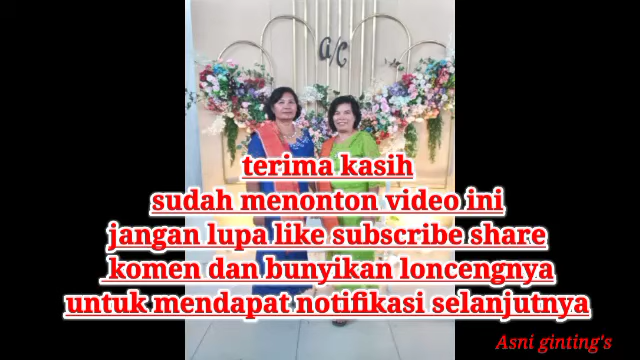 a/c
terima kasih
sudah menonton video ini
jangan lupa like subscribe share
komen dan bunyikan loncengnya
untuk mendapat notifikasi selanjutnya
Asni ginting's